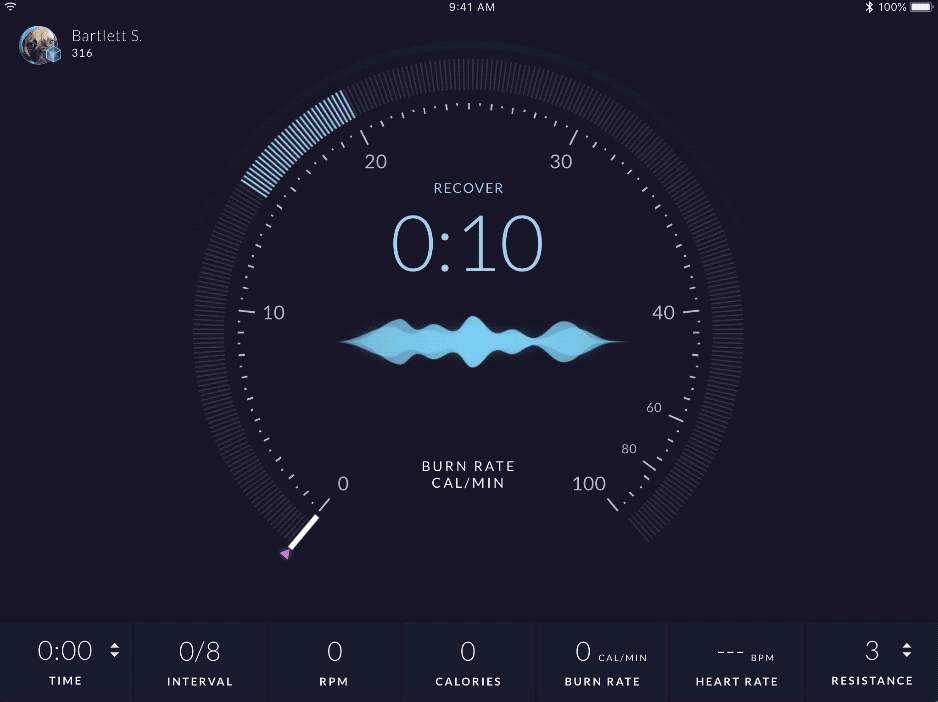 9:41 AM
100%
Bartlett S.
316
20
30
RECOVER
0:10
10
40
60
80
BURN RATE
CAL/MIN
0
100
0:00
TIME
0/8
INTERVAL
0
RPM
0
CALORIES
0 CAL/MIN
BURN RATE
--- BPM
HEART RATE
3
RESISTANCE